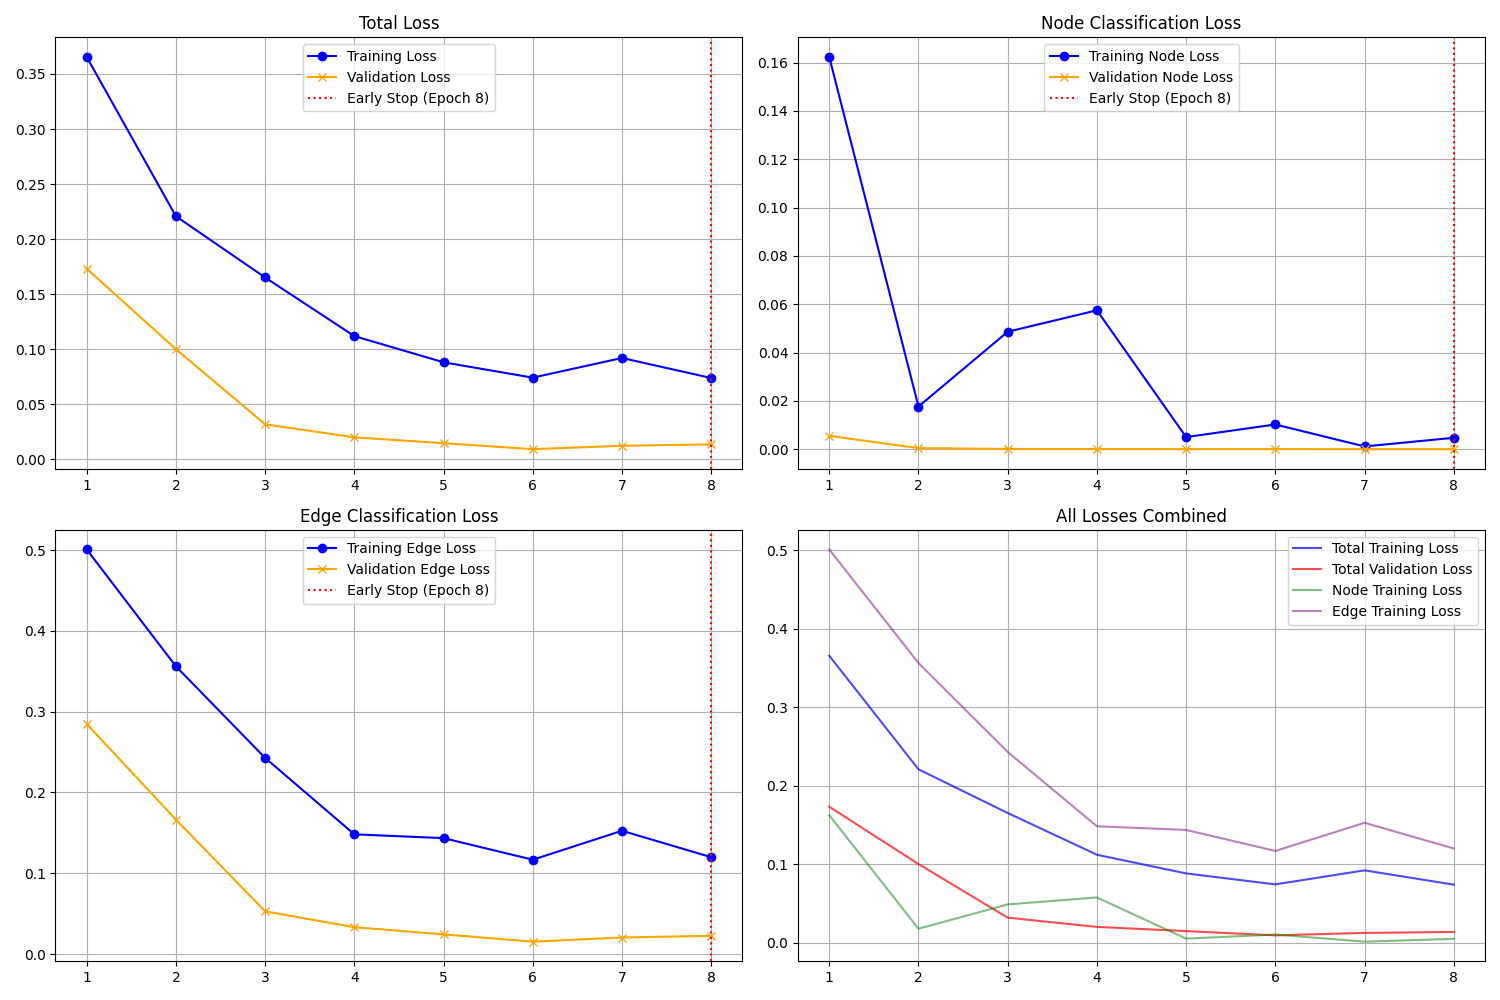 Total Loss
Training Loss
Validation Loss
Early Stop (Epoch 8)
0.35
0.30
0.25
0.20
0.15
0.10
0.05
0.00
1 2 3 4 5 6 7 8
Node Classification Loss
Training Node Loss
Validation Node Loss
Early Stop (Epoch 8)
0.16
0.14
0.12
0.10
0.08
0.06
0.04
0.02
0.00
1 2 3 4 5 6 7 8
Edge Classification Loss
Training Edge Loss
Validation Edge Loss
Early Stop (Epoch 8)
0.5
0.4
0.3
0.2
0.1
0.0
1 2 3 4 5 6 7 8
All Losses Combined
Total Training Loss
Total Validation Loss
Node Training Loss
Edge Training Loss
0.5
0.4
0.3
0.2
0.1
0.0
1 2 3 4 5 6 7 8